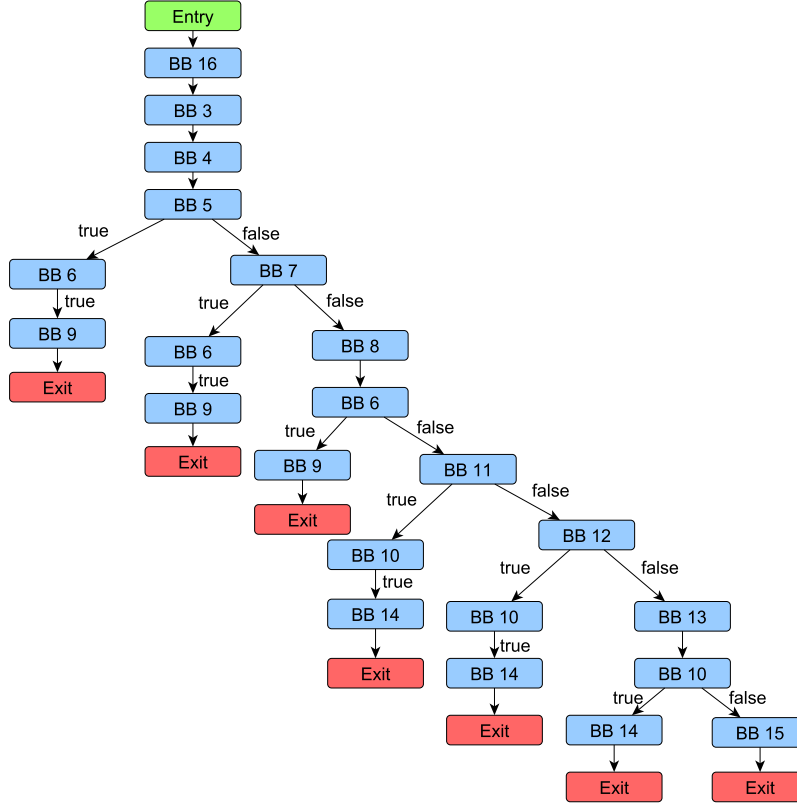 Entry
BB 16
BB 3
BB 4
BB 5
true
false
BB 6
BB 7
true
true
false
BB 9
BB 6
BB 8
Exit
true
BB 9
BB 6
true
false
Exit
BB 9
BB 11
true
false
Exit
BB 12
BB 10
true
false
true
BB 14
BB 10
BB 13
true
Exit
BB 14
BB 10
true
false
Exit
BB 14
BB 15
Exit
Exit